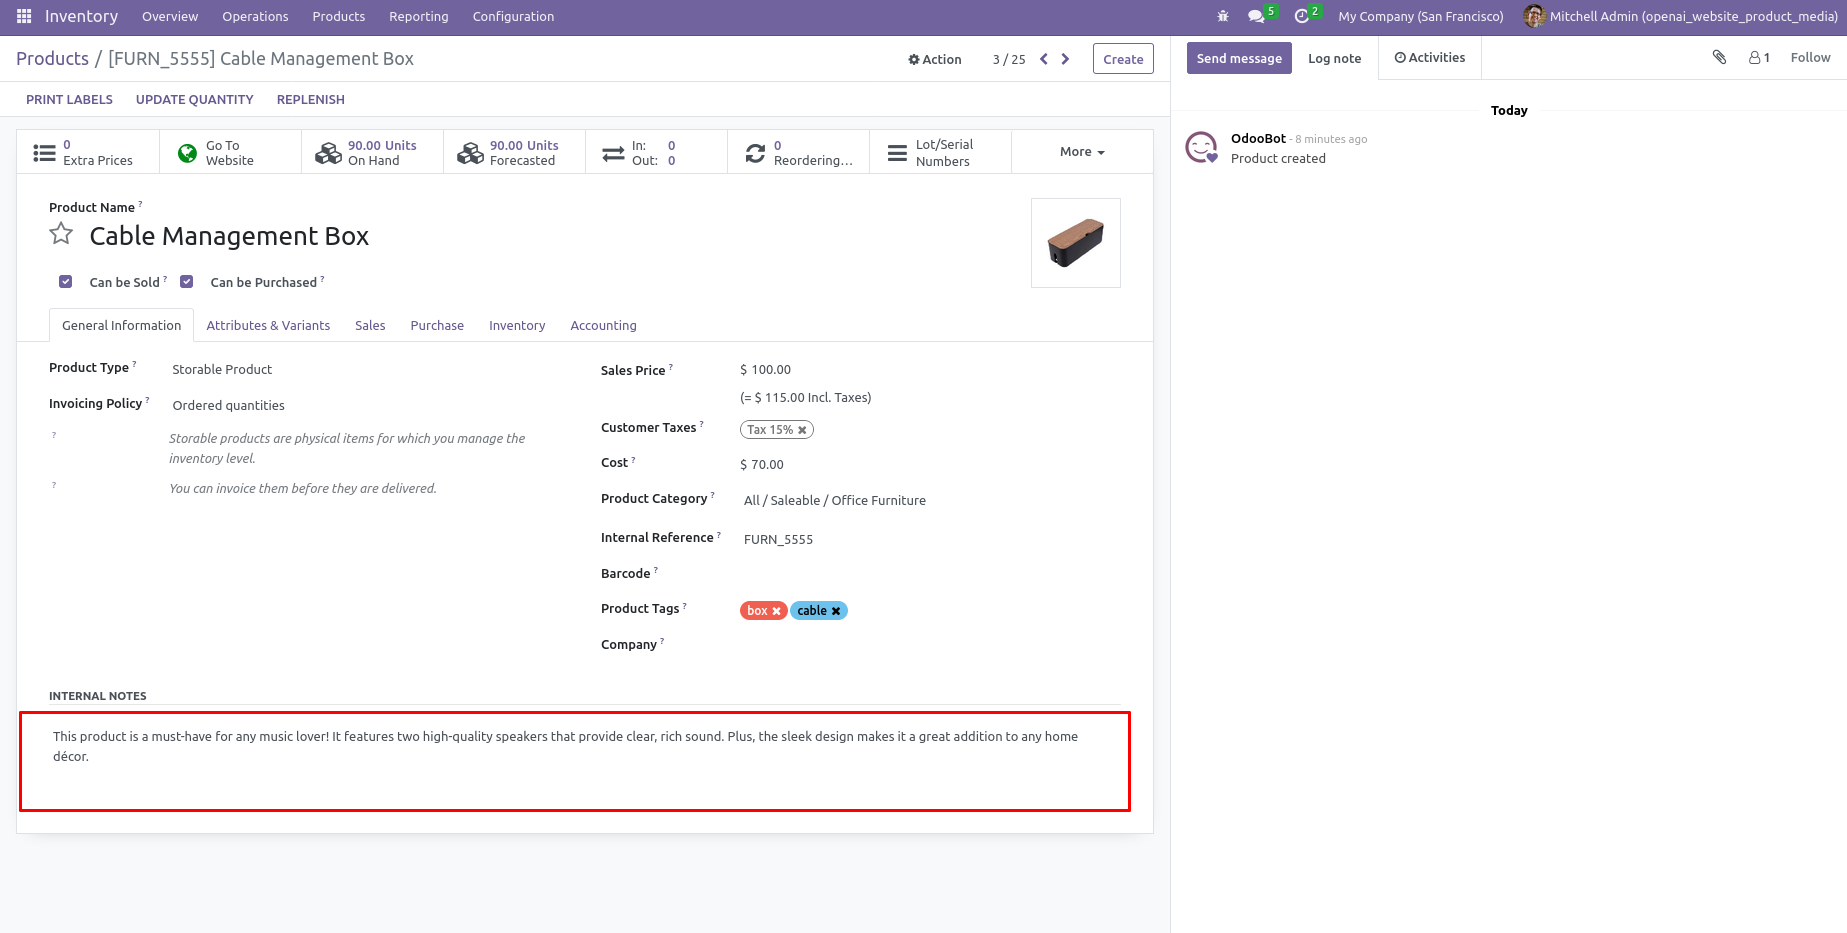 Inventory Overview Operations Products Reporting Configuration 5 2 My Company (San Francisco) Mitchell Admin (openai_website_product_media)
Products / [FURN_5555] Cable Management Box Action 3 / 25 Create
PRINT LABELS UPDATE QUANTITY REPLENISH
0 Extra Prices
Go To Website
90.00 Units On Hand
90.00 Units Forecasted
In: 0
Out: 0
0 Reordering...
Lot/Serial Numbers
More
Product Name ?
Cable Management Box
Can be Sold ? Can be Purchased ?
General Information Attributes & Variants Sales Purchase Inventory Accounting
Product Type ? Storable Product
Invoicing Policy ? Ordered quantities
? Storable products are physical items for which you manage the
inventory level.
? You can invoice them before they are delivered.
Sales Price ? $ 100.00
(= $ 115.00 Incl. Taxes)
Customer Taxes ? Tax 15%
Cost ? $ 70.00
Product Category ? All / Saleable / Office Furniture
Internal Reference ? FURN_5555
Barcode ?
Product Tags ? box cable
Company ?
INTERNAL NOTES
This product is a must-have for any music lover! It features two high-quality speakers that provide clear, rich sound. Plus, the sleek design makes it a great addition to any home
décor.
Send message Log note Activities 1 Follow
Today
OdooBot - 8 minutes ago
Product created